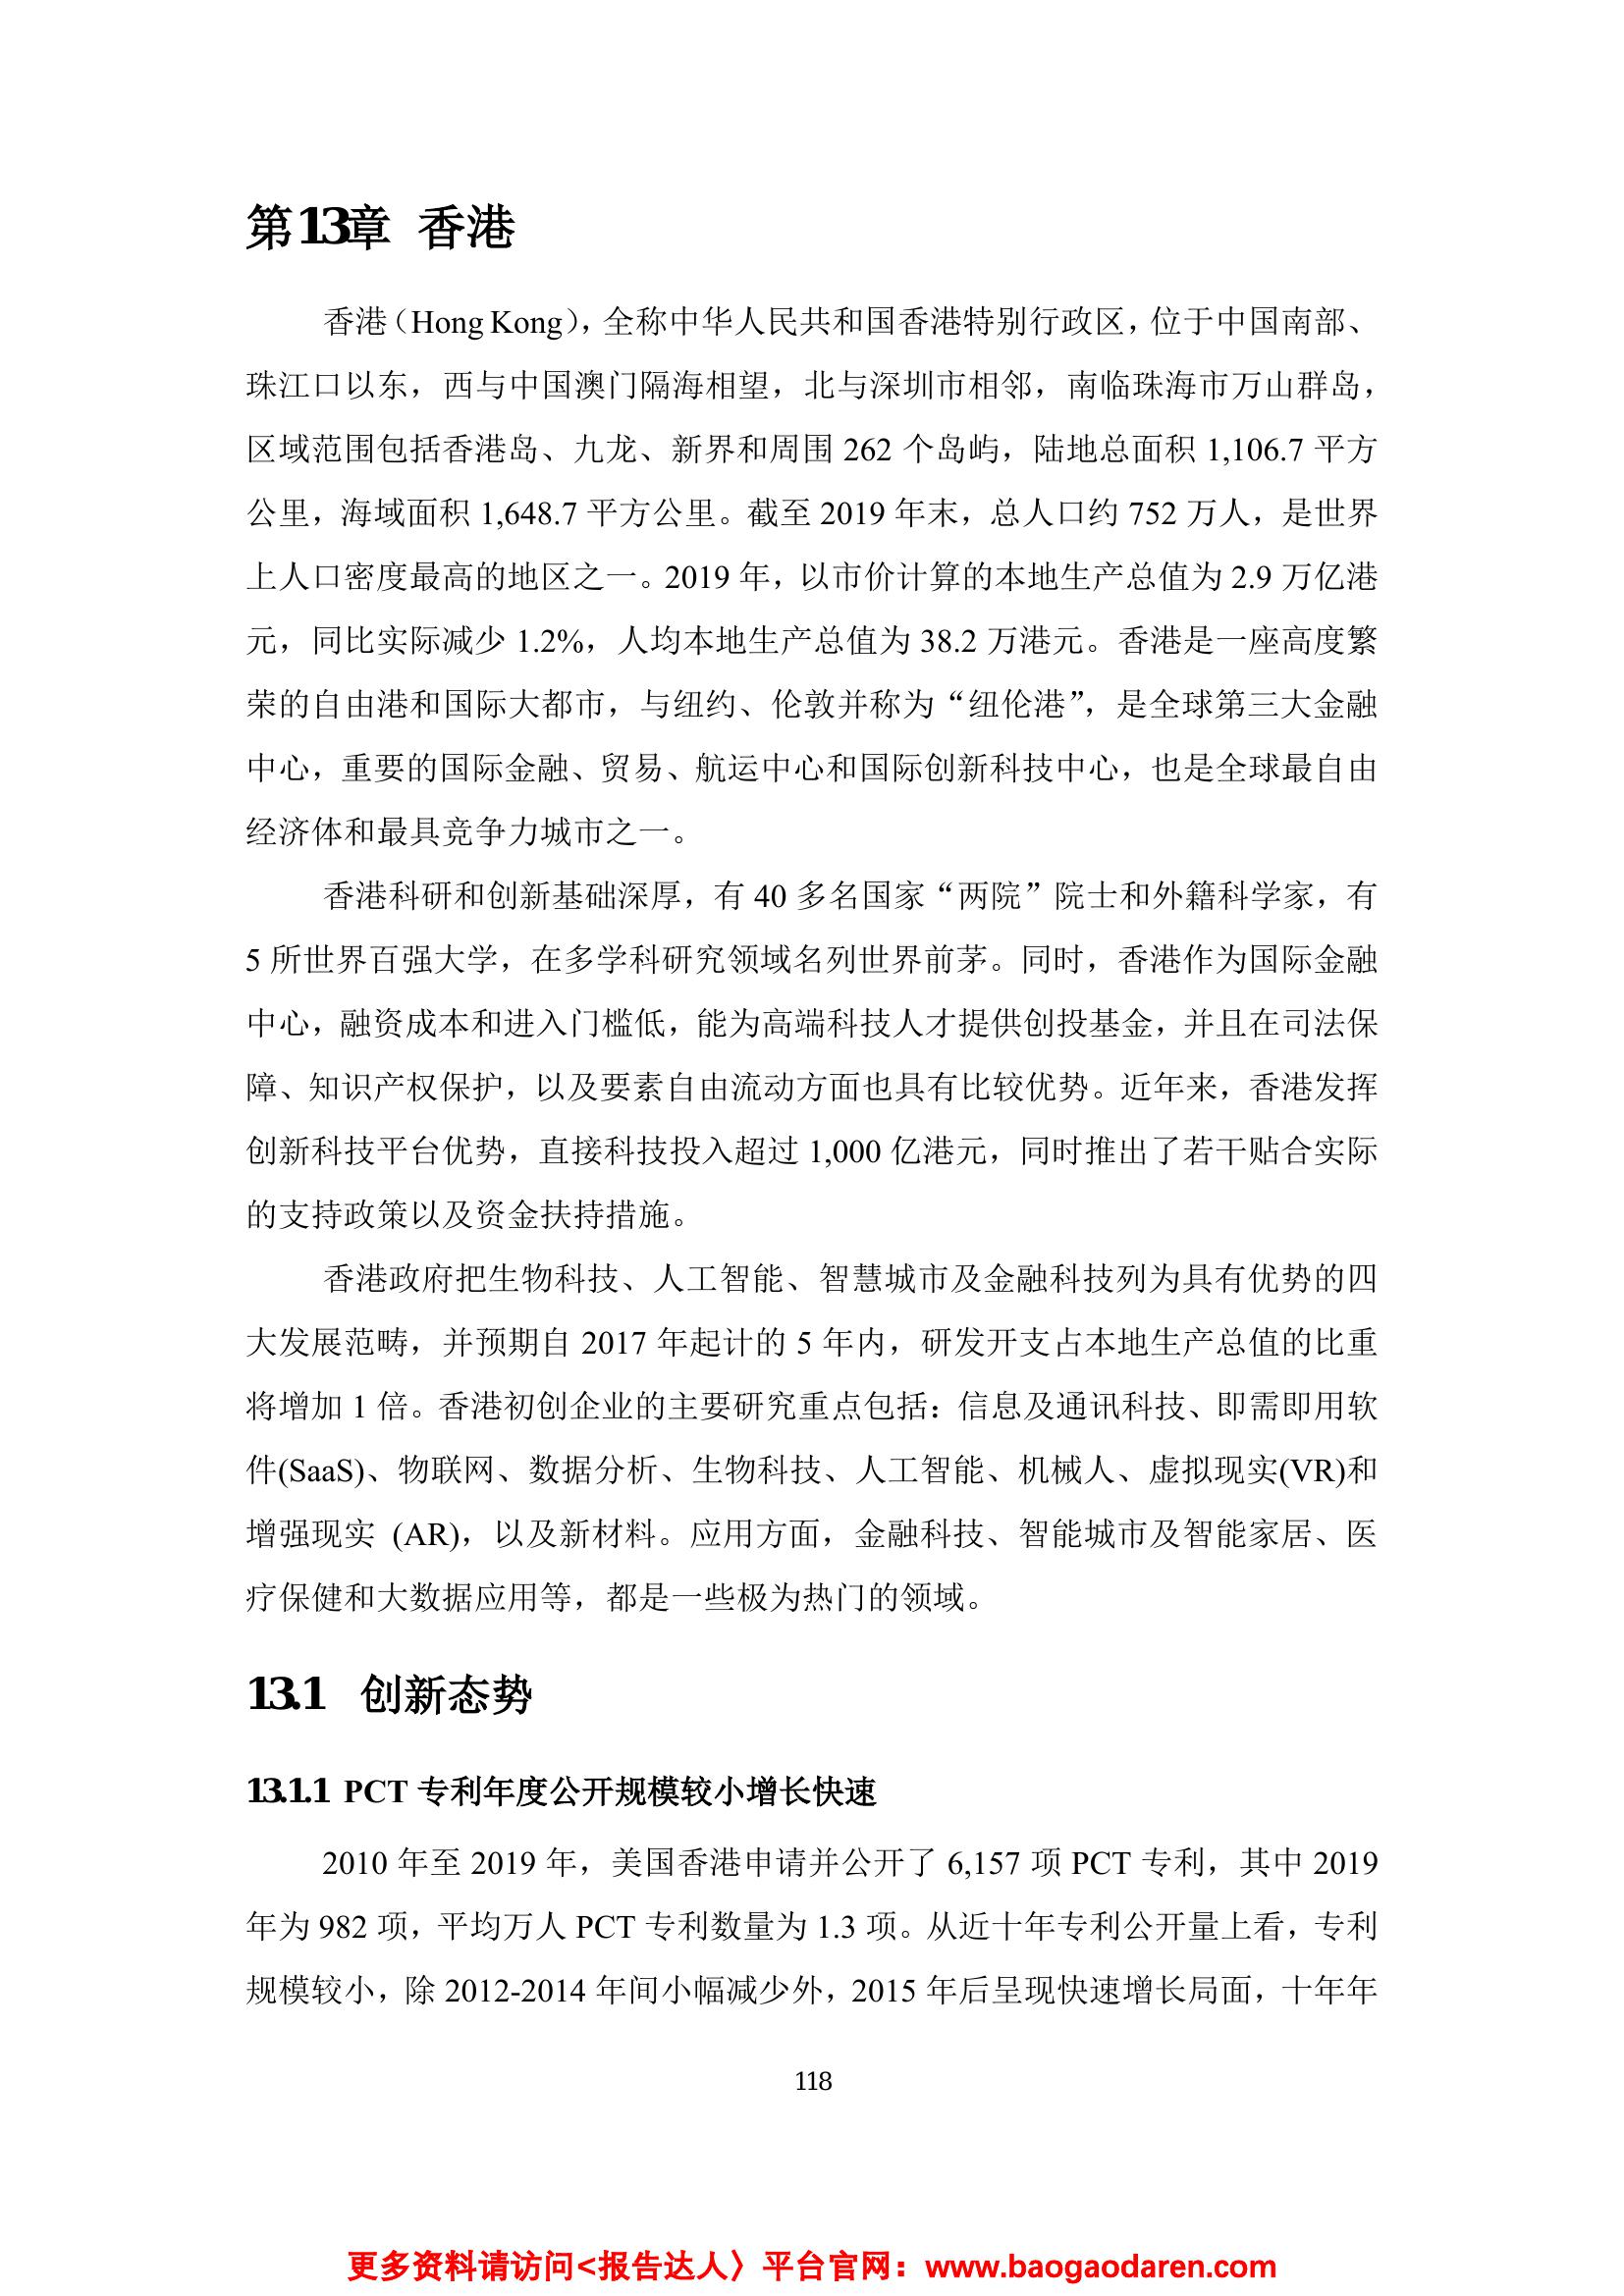 第13章 香港
香港（Hong Kong），全称中华人民共和国香港特别行政区，位于中国南部、
珠江口以东，西与中国澳门隔海相望，北与深圳市相邻，南临珠海市万山群岛，
区域范围包括香港岛、九龙、新界和周围 262 个岛屿，陆地总面积 1,106.7 平方
公里，海域面积 1,648.7 平方公里。截至 2019 年末，总人口约 752 万人，是世界
上人口密度最高的地区之一。2019 年，以市价计算的本地生产总值为 2.9 万亿港
元，同比实际减少 1.2%，人均本地生产总值为 38.2 万港元。香港是一座高度繁
荣的自由港和国际大都市，与纽约、伦敦并称为“纽伦港”，是全球第三大金融
中心，重要的国际金融、贸易、航运中心和国际创新科技中心，也是全球最自由
经济体和最具竞争力城市之一。
香港科研和创新基础深厚，有 40 多名国家“两院”院士和外籍科学家，有
5 所世界百强大学，在多学科研究领域名列世界前茅。同时，香港作为国际金融
中心，融资成本和进入门槛低，能为高端科技人才提供创投基金，并且在司法保
障、知识产权保护，以及要素自由流动方面也具有比较优势。近年来，香港发挥
创新科技平台优势，直接科技投入超过 1,000 亿港元，同时推出了若干贴合实际
的支持政策以及资金扶持措施。
香港政府把生物科技、人工智能、智慧城市及金融科技列为具有优势的四
大发展范畴，并预期自 2017 年起计的 5 年内，研发开支占本地生产总值的比重
将增加 1 倍。香港初创企业的主要研究重点包括：信息及通讯科技、即需即用软
件(SaaS)、物联网、数据分析、生物科技、人工智能、机械人、虚拟现实(VR)和
增强现实 (AR)，以及新材料。应用方面，金融科技、智能城市及智能家居、医
疗保健和大数据应用等，都是一些极为热门的领域。
13.1 创新态势
13.1.1 PCT 专利年度公开规模较小增长快速
2010 年至 2019 年，美国香港申请并公开了 6,157 项 PCT 专利，其中 2019
年为 982 项，平均万人 PCT 专利数量为 1.3 项。从近十年专利公开量上看，专利
规模较小，除 2012-2014 年间小幅减少外，2015 年后呈现快速增长局面，十年年
118
更多资料请访问<报告达人〉平台官网：www.baogaodaren.com